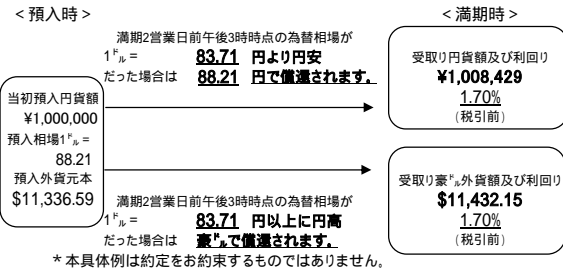 ＜預入時＞
＜満期時＞
満期2営業日前午後3時時点の為替相場が
1㌦＝ 83.71 円より円安
だった場合は 88.21 円で償還されます。
受取り円貨額及び利回り
¥1,008,429
1.70%
(税引前)
当初預入円貨額
¥1,000,000
預入相場1㌦＝
88.21
預入外貨元本
$11,336.59
満期2営業日前午後3時時点の為替相場が
1㌦＝ 83.71 円以上に円高
だった場合は 豪㌦で償還されます。
受取り豪㌦外貨額及び利回り
$11,432.15
1.70%
(税引前)
＊本具体例は約定をお約束するものではありません。